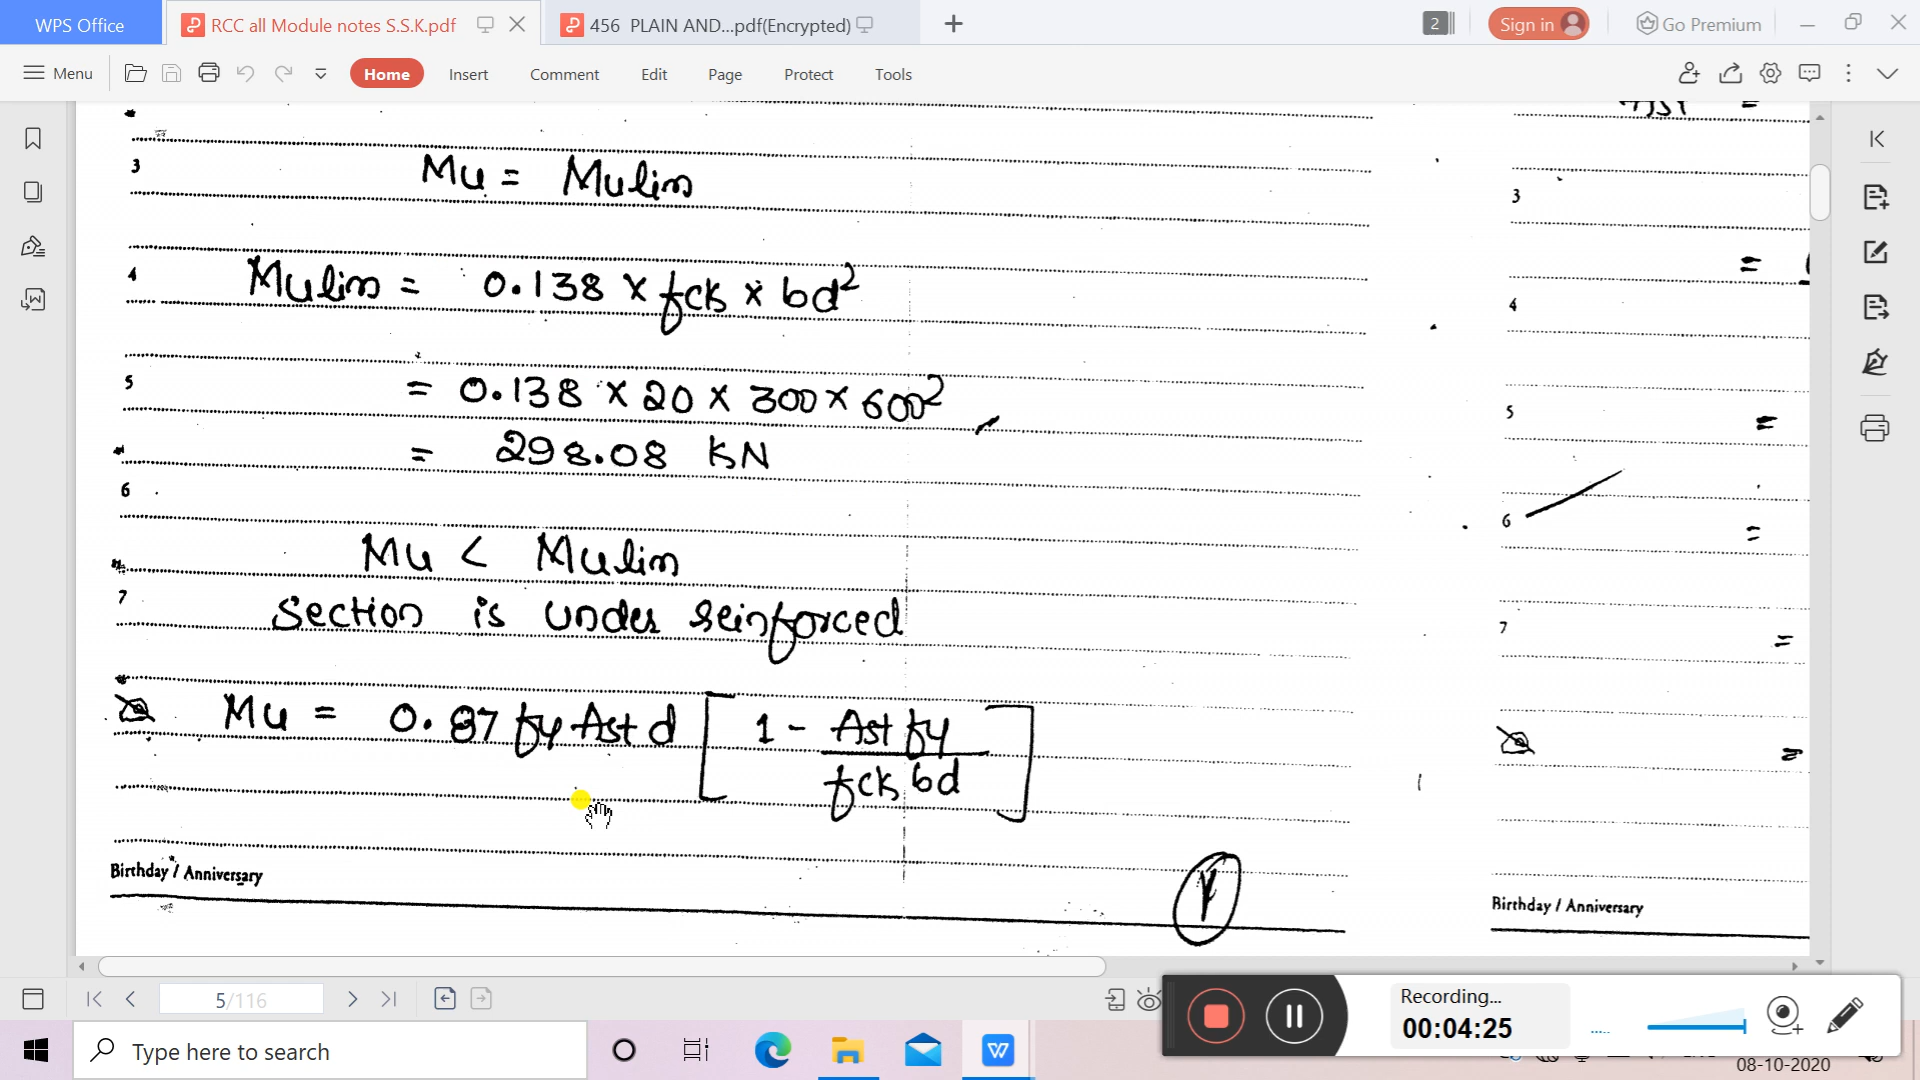 WPS Office
RCC all Module notes S.S.K.pdf
456 PLAIN AND...pdf(Encrypted)
2
Sign in
Go Premium
Menu
Home
Insert
Comment
Edit
Page
Protect
Tools
Ast =
3
Mu = Mulim
3
4
Mulim = 0.138 × fck × bd²
=
4
5
= 0.138 × 20 × 300 × 600²
5
=
= 298.08 KN
6
6
=
Mu < Mulim
7
Section is under reinforced
7
=
Mu = 0.87 fy Ast d [ 1 - Ast fy
fck bd ]
=
Birthday / Anniversary
Birthday / Anniversary
5/116
Recording...
00:04:25
Type here to search
08-10-2020